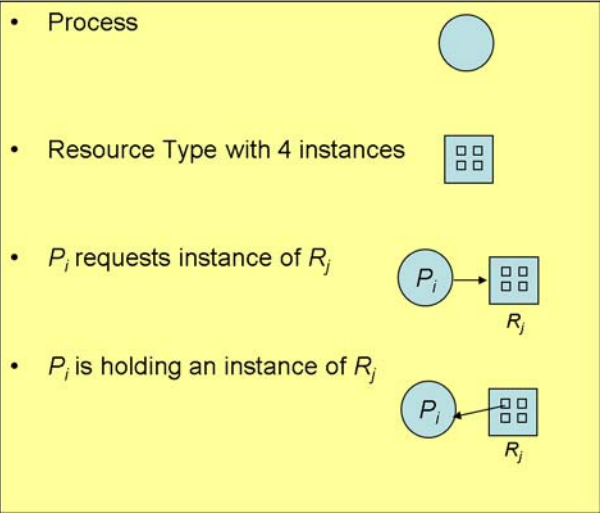 • Process
• Resource Type with 4 instances
• Pi requests instance of Rj
Pi
Rj
• Pi is holding an instance of Rj
Pi
Rj